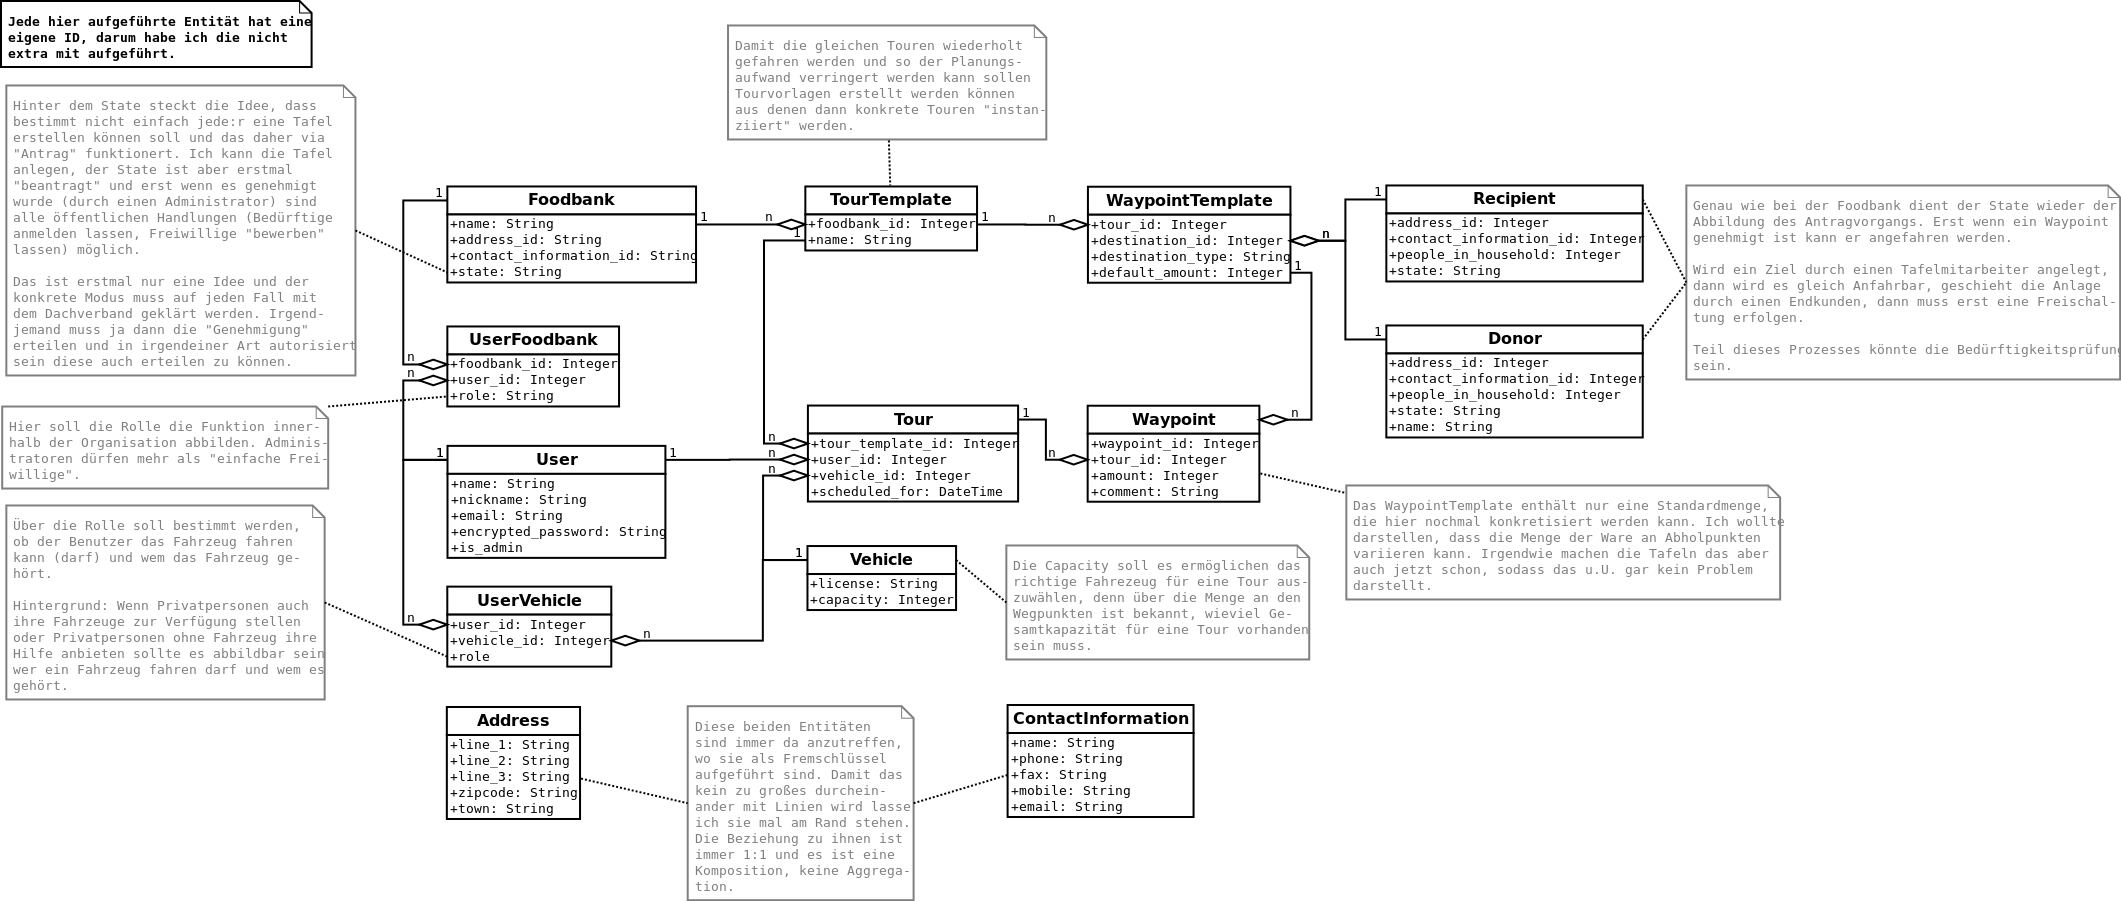 Jede hier aufgeführte Entität hat eine
eigene ID, darum habe ich die nicht
extra mit aufgeführt.
Hinter dem State steckt die Idee, dass
bestimmt nicht einfach jede:r eine Tafel
erstellen können soll und das daher via
"Antrag" funktionert. Ich kann die Tafel
anlegen, der State ist aber erstmal
"beantragt" und erst wenn es genehmigt
wurde (durch einen Administrator) sind
alle öffentlichen Handlungen (Bedürftige
anmelden lassen, Freiwillige "bewerben"
lassen) möglich.
Das ist erstmal nur eine Idee und der
konkrete Modus muss auf jeden Fall mit
dem Dachverband geklärt werden. Irgend-
jemand muss ja dann die "Genehmigung"
erteilen und in irgendeiner Art autorisiert
sein diese auch erteilen zu können.
Hier soll die Rolle die Funktion inner-
halb der Organisation abbilden. Adminis-
tratoren dürfen mehr als "einfache Frei-
willige".
Über die Rolle soll bestimmt werden,
ob der Benutzer das Fahrzeug fahren
kann (darf) und wem das Fahrzeug ge-
hört.
Hintergrund: Wenn Privatpersonen auch
ihre Fahrzeuge zur Verfügung stellen
oder Privatpersonen ohne Fahrzeug ihre
Hilfe anbieten sollte es abbildbar sein
wer ein Fahrzeug fahren darf und wem es
gehört.
Damit die gleichen Touren wiederholt
gefahren werden und so der Planungs-
aufwand verringert werden kann sollen
Tourvorlagen erstellt werden können
aus denen dann konkrete Touren "instan-
ziiert" werden.
1
Foodbank
+name: String
+address_id: String
+contact_information_id: String
+state: String
1
n
TourTemplate
+foodbank_id: Integer
+name: String
1
1
n
WaypointTemplate
+tour_id: Integer
+destination_id: Integer
+destination_type: String
+default_amount: Integer
n
1
1
Recipient
+address_id: Integer
+contact_information_id: Integer
+people_in_household: Integer
+state: String
1
Donor
+address_id: Integer
+contact_information_id: Integer
+people_in_household: Integer
+state: String
+name: String
Genau wie bei der Foodbank dient der State wieder der
Abbildung des Antragvorgangs. Erst wenn ein Waypoint
genehmigt ist kann er angefahren werden.
Wird ein Ziel durch einen Tafelmitarbeiter angelegt,
dann wird es gleich Anfahrbar, geschieht die Anlage
durch einen Endkunden, dann muss erst eine Freischal-
tung erfolgen.
Teil dieses Prozesses könnte die Bedürftigkeitsprüfung
sein.
UserFoodbank
+foodbank_id: Integer
+user_id: Integer
+role: String
n
n
1
User
+name: String
+nickname: String
+email: String
+encrypted_password: String
+is_admin
1
n
n
n
Tour
+tour_template_id: Integer
+user_id: Integer
+vehicle_id: Integer
+scheduled_for: DateTime
1
n
Waypoint
+waypoint_id: Integer
+tour_id: Integer
+amount: Integer
+comment: String
n
Das WaypointTemplate enthält nur eine Standardmenge,
die hier nochmal konkretisiert werden kann. Ich wollte
darstellen, dass die Menge der Ware an Abholpunkten
variieren kann. Irgendwie machen die Tafeln das aber
auch jetzt schon, sodass das u.U. gar kein Problem
darstellt.
n
UserVehicle
+user_id: Integer
+vehicle_id: Integer
+role
n
1
Vehicle
+license: String
+capacity: Integer
Die Capacity soll es ermöglichen das
richtige Fahrezeug für eine Tour aus-
zuwählen, denn über die Menge an den
Wegpunkten ist bekannt, wieviel Ge-
samtkapazität für eine Tour vorhanden
sein muss.
Address
+line_1: String
+line_2: String
+line_3: String
+zipcode: String
+town: String
Diese beiden Entitäten
sind immer da anzutreffen,
wo sie als Fremschlüssel
aufgeführt sind. Damit das
kein zu großes durchein-
ander mit Linien wird lasse
ich sie mal am Rand stehen.
Die Beziehung zu ihnen ist
immer 1:1 und es ist eine
Komposition, keine Aggrega-
tion.
ContactInformation
+name: String
+phone: String
+fax: String
+mobile: String
+email: String